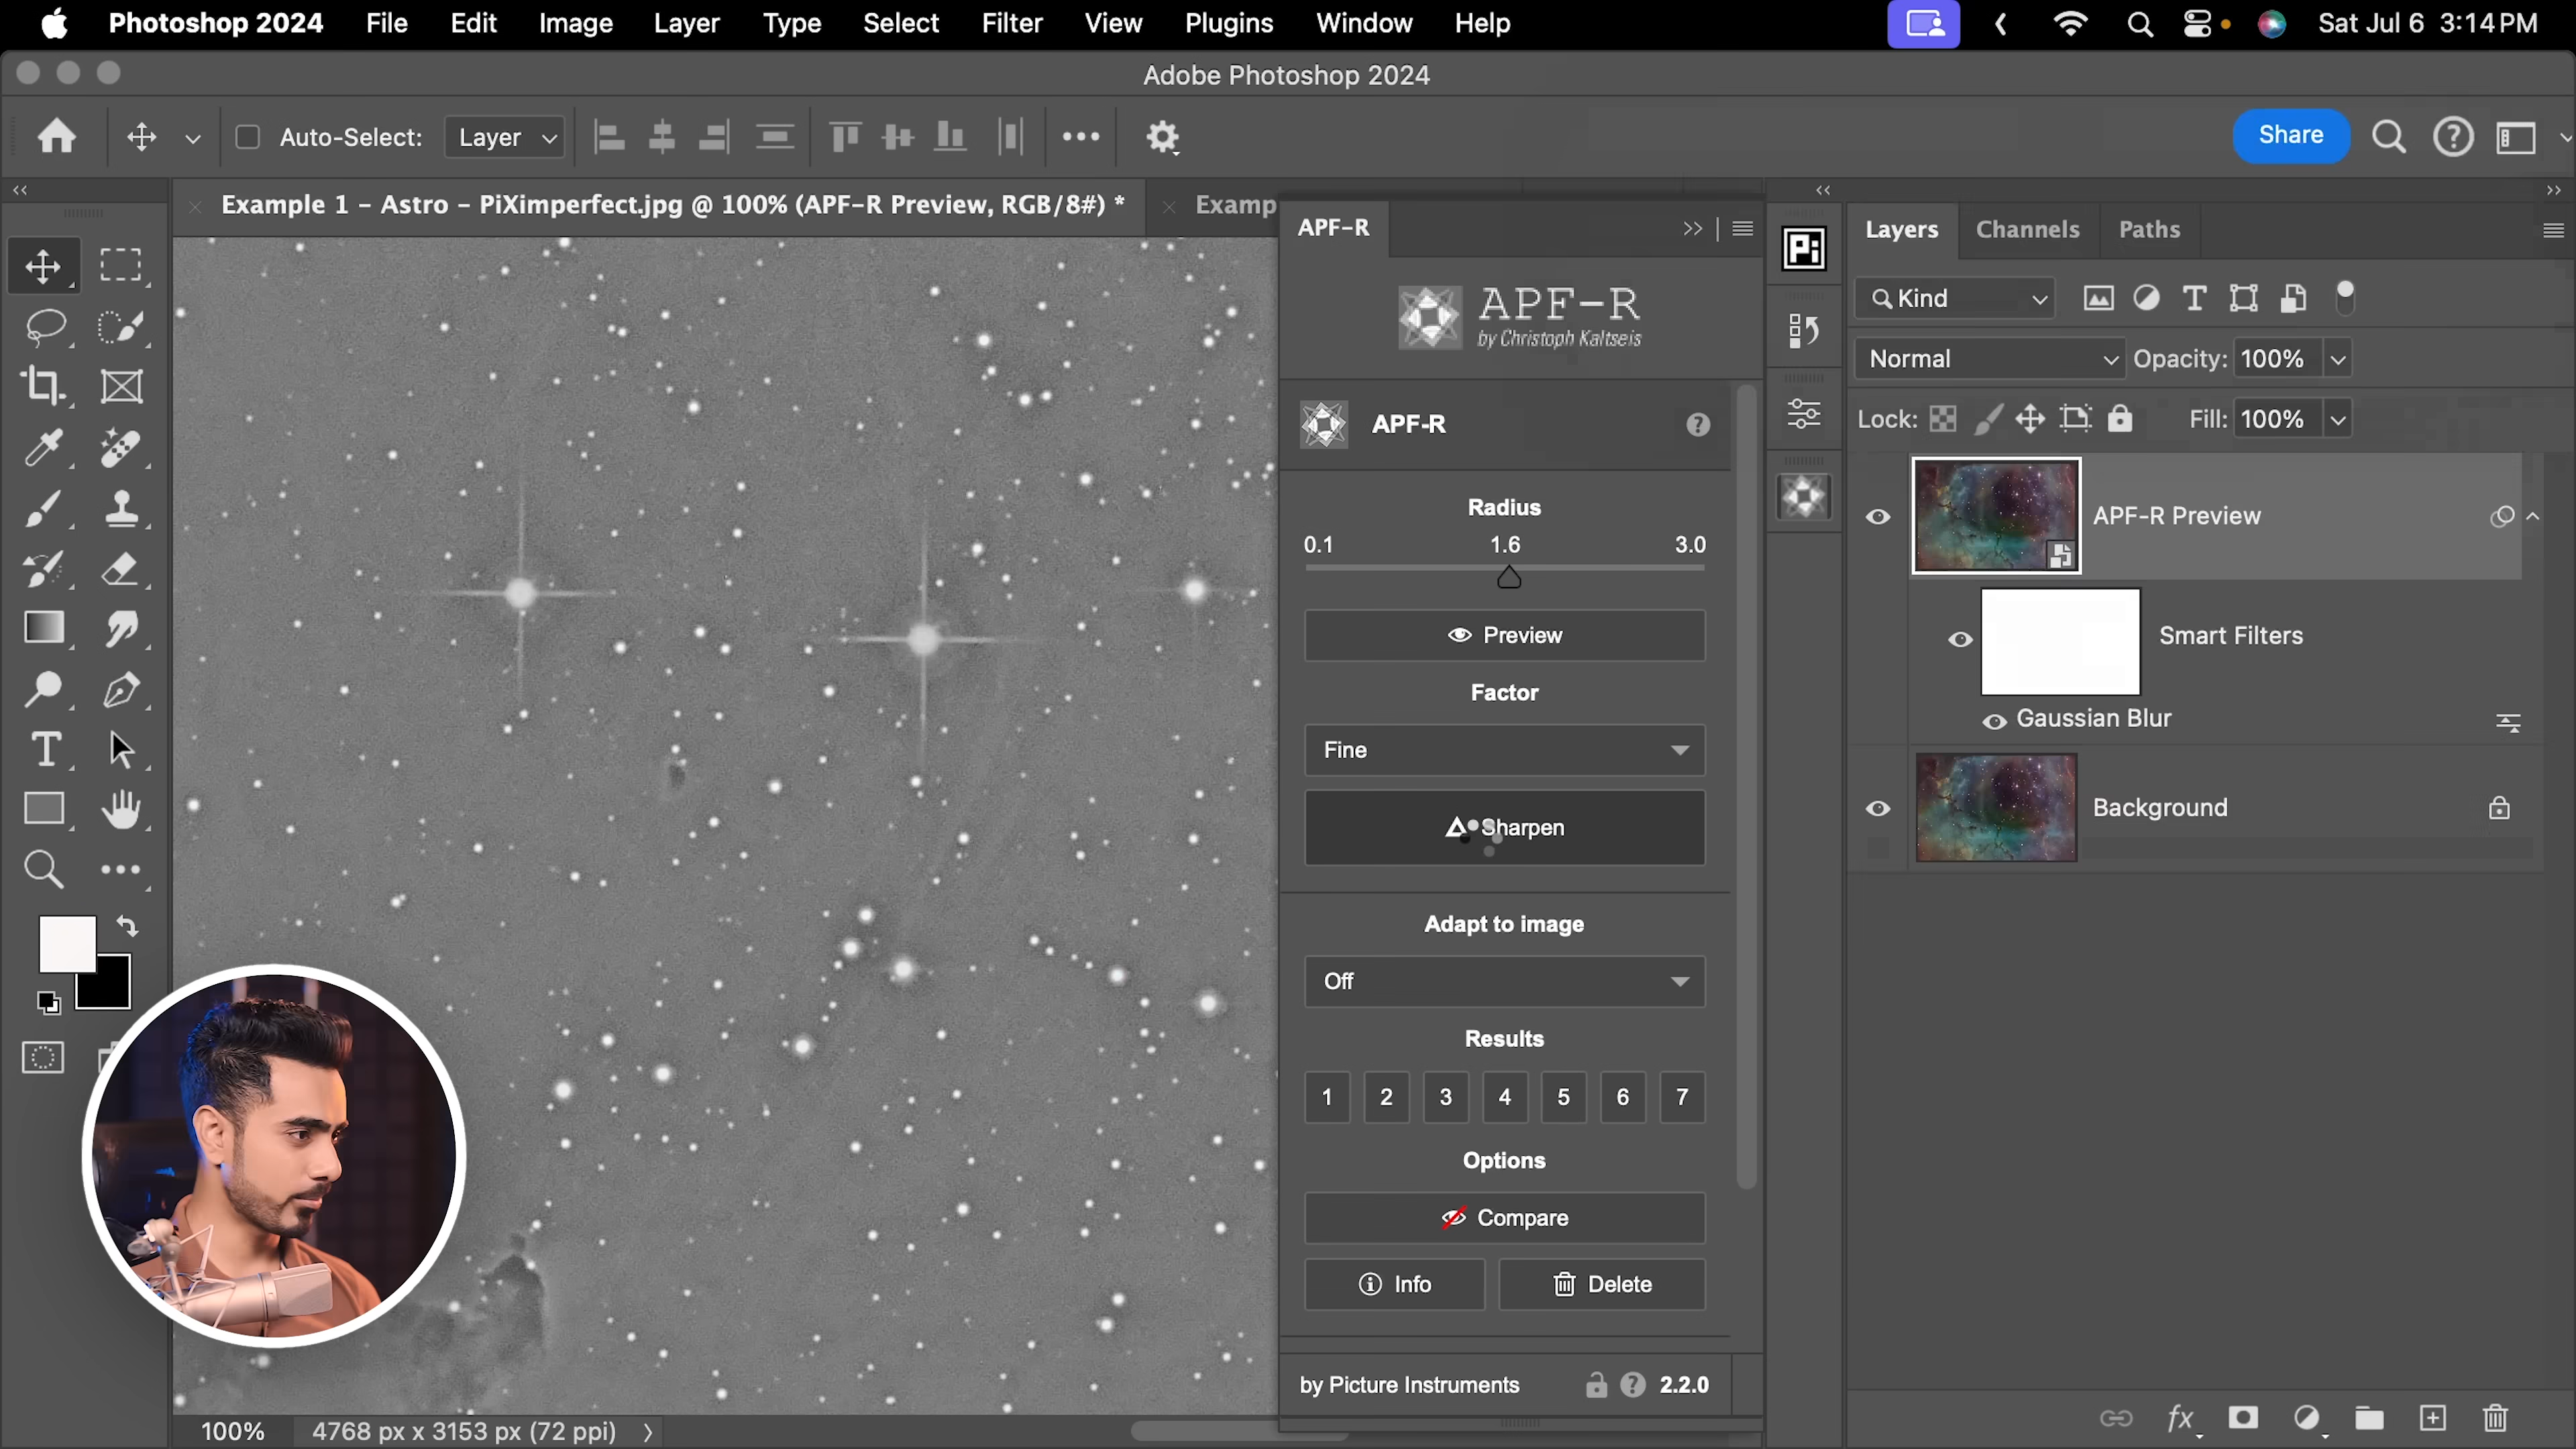 Photoshop 2024 File Edit Image Layer Type Select Filter View Plugins Window Help Sat Jul 6 3:14 PM
Adobe Photoshop 2024
Auto-Select: Layer Share
Example 1 - Astro - PiXimperfect.jpg @ 100% (APF-R Preview, RGB/8#) * Examp
APF-R
APF-R
by Christoph Kaltseis
APF-R
Radius
0.1 1.6 3.0
Preview
Factor
Fine
Sharpen
Adapt to image
Off
Results
1 2 3 4 5 6 7
Options
Compare
Info Delete
by Picture Instruments 2.2.0
Pi
Layers Channels Paths
Kind
Normal Opacity: 100%
Lock: Fill: 100%
APF-R Preview
Smart Filters
Gaussian Blur
Background
fx
100% 4768 px x 3153 px (72 ppi)